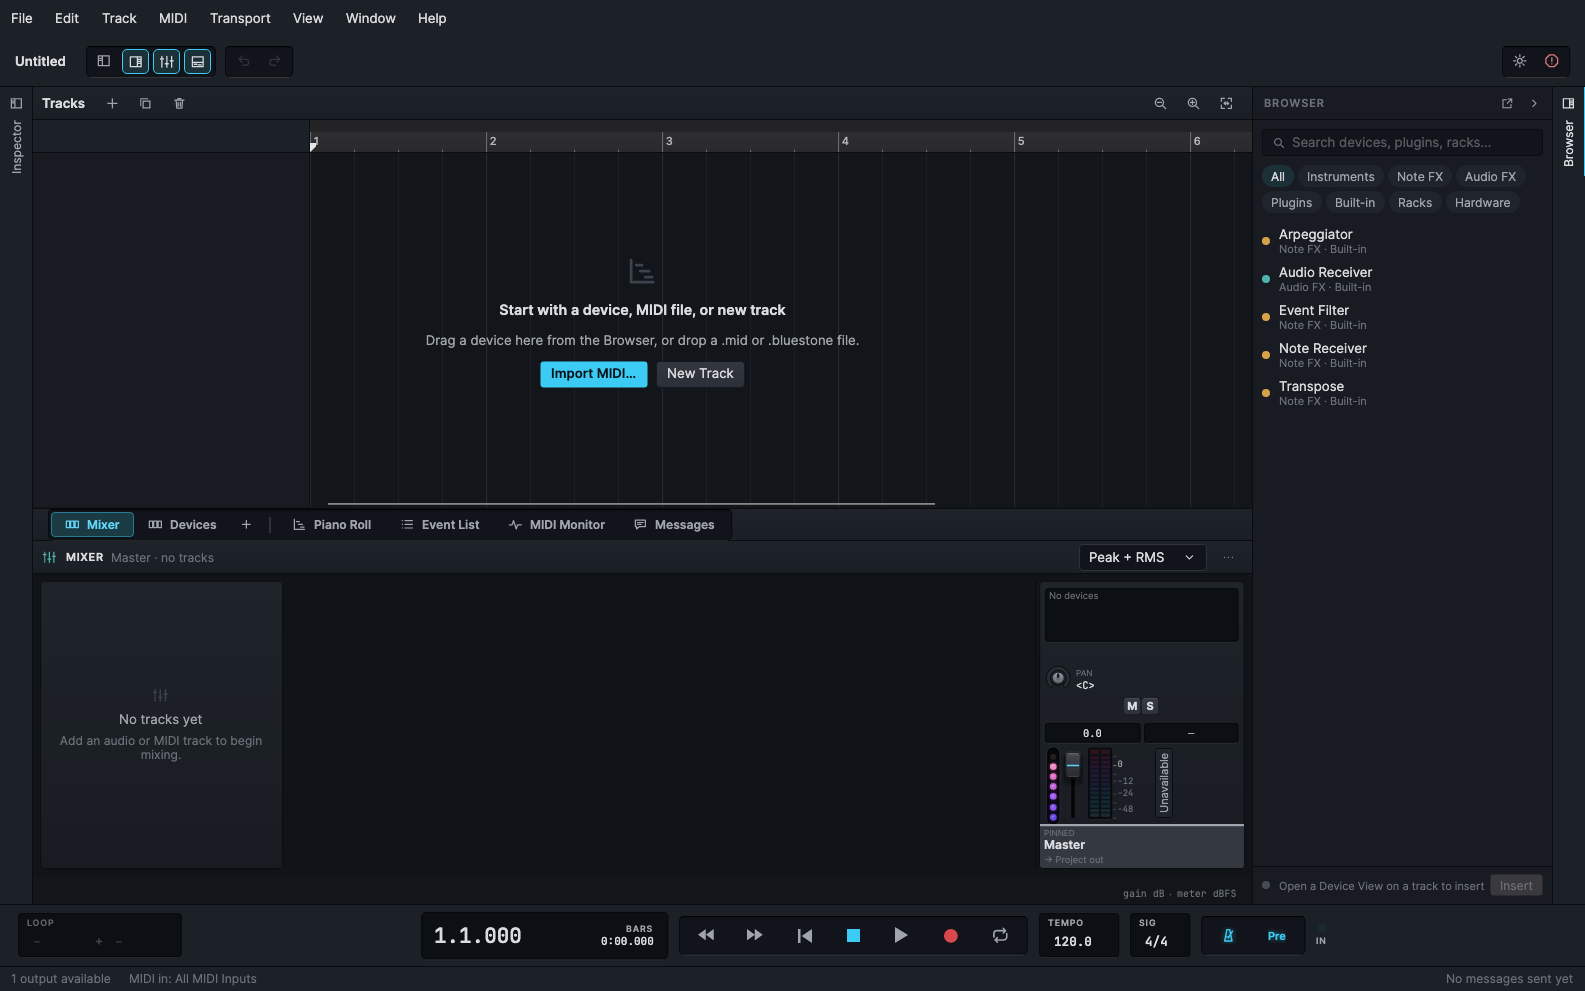 File Edit Track MIDI Transport View Window Help
Untitled
Tracks
Inspector
1 2 3 4 5 6
Start with a device, MIDI file, or new track
Drag a device here from the Browser, or drop a .mid or .bluestone file.
Import MIDI... New Track
BROWSER
Search devices, plugins, racks...
All Instruments Note FX Audio FX
Plugins Built-in Racks Hardware
Arpeggiator
Note FX · Built-in
Audio Receiver
Audio FX · Built-in
Event Filter
Note FX · Built-in
Note Receiver
Note FX · Built-in
Transpose
Note FX · Built-in
Browser
Open a Device View on a track to insert Insert
Mixer Devices + Piano Roll Event List MIDI Monitor Messages
MIXER Master · no tracks
Peak + RMS ...
No tracks yet
Add an audio or MIDI track to begin
mixing.
No devices
PAN
<C>
M S
0.0 –
-0
-12
-24
-48
Unavailable
PINNED
Master
→ Project out
gain dB · meter dBFS
LOOP
– + –
1.1.000
BARS
0:00.000
TEMPO
120.0
SIG
4/4
Pre
IN
1 output available MIDI in: All MIDI Inputs
No messages sent yet